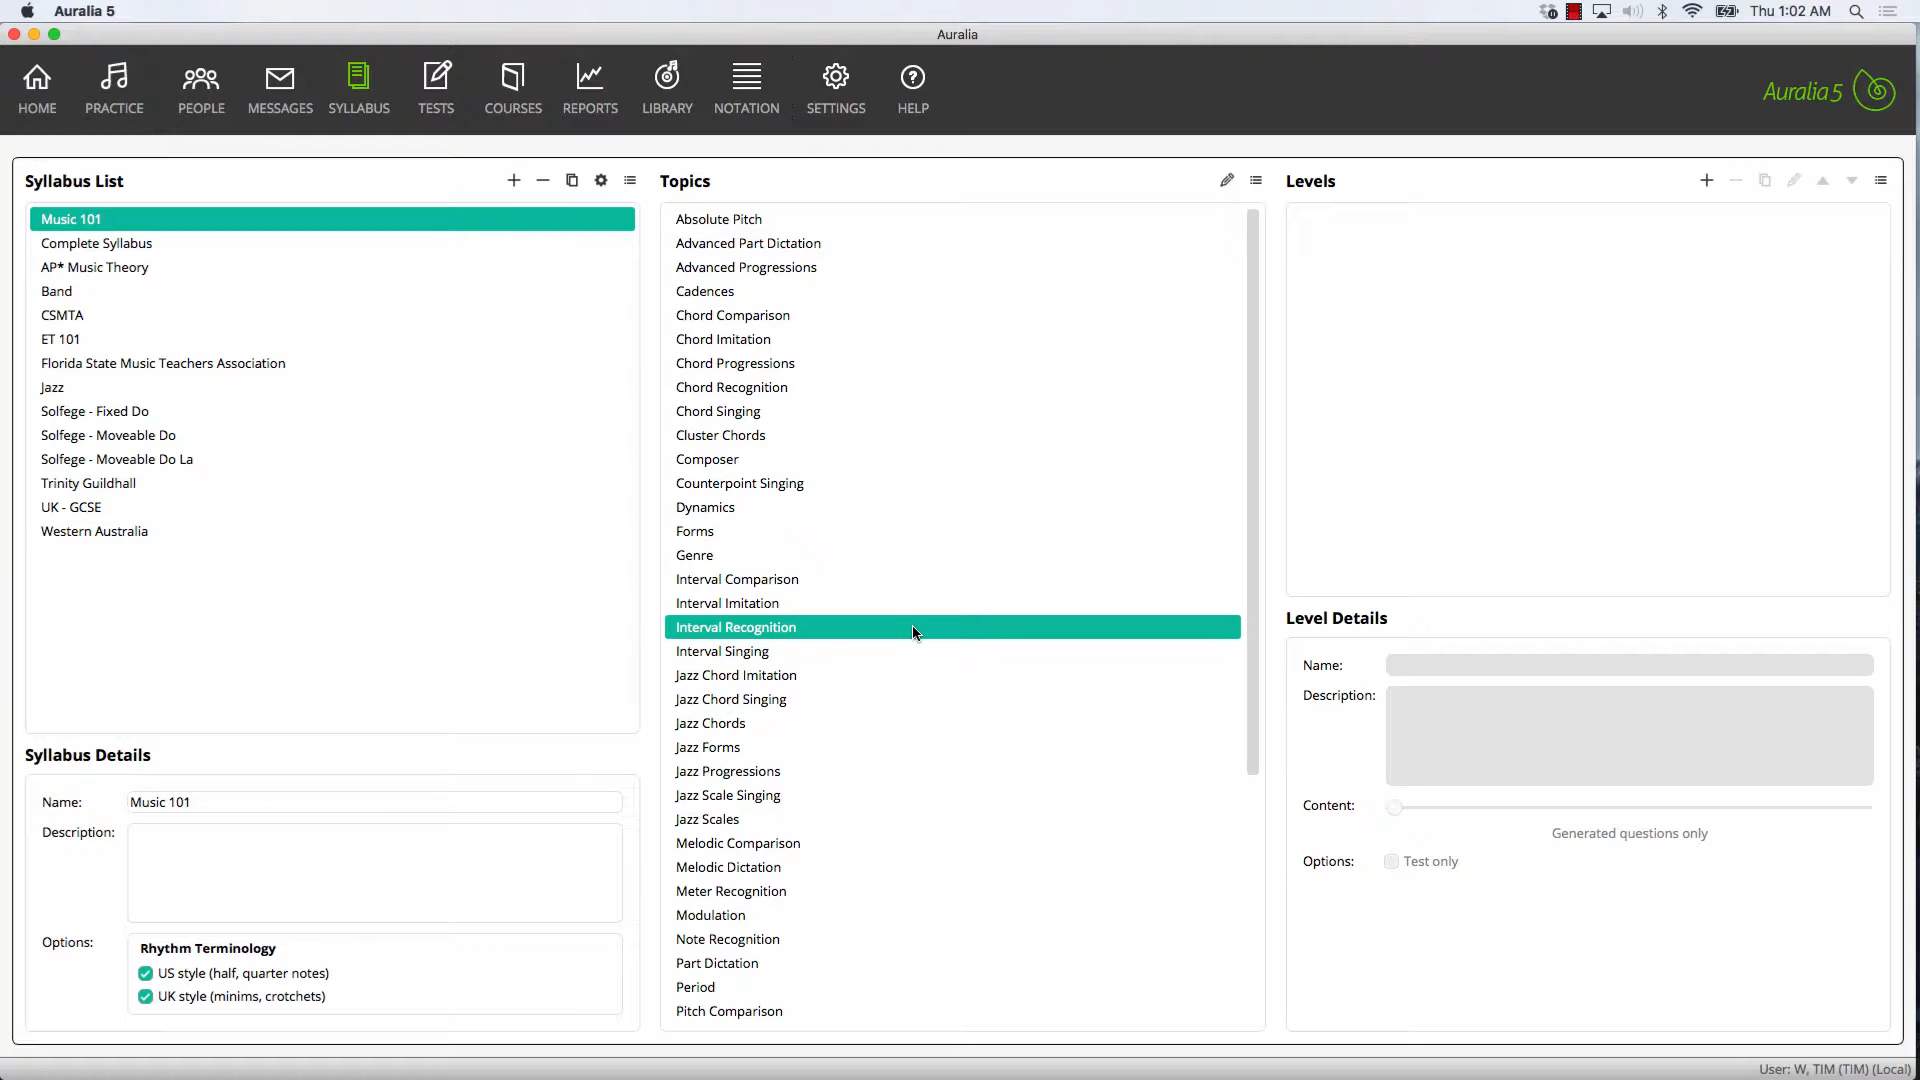 Auralia 5
Thu 1:02 AM
Auralia
HOME
PRACTICE
PEOPLE
MESSAGES
SYLLABUS
TESTS
COURSES
REPORTS
LIBRARY
NOTATION
SETTINGS
HELP
Auralia 5
Syllabus List
Music 101
Complete Syllabus
AP* Music Theory
Band
CSMTA
ET 101
Florida State Music Teachers Association
Jazz
Solfege - Fixed Do
Solfege - Moveable Do
Solfege - Moveable Do La
Trinity Guildhall
UK - GCSE
Western Australia
Syllabus Details
Name:
Music 101
Description:
Options:
Rhythm Terminology
US style (half, quarter notes)
UK style (minims, crotchets)
Topics
Absolute Pitch
Advanced Part Dictation
Advanced Progressions
Cadences
Chord Comparison
Chord Imitation
Chord Progressions
Chord Recognition
Chord Singing
Cluster Chords
Composer
Counterpoint Singing
Dynamics
Forms
Genre
Interval Comparison
Interval Imitation
Interval Recognition
Interval Singing
Jazz Chord Imitation
Jazz Chord Singing
Jazz Chords
Jazz Forms
Jazz Progressions
Jazz Scale Singing
Jazz Scales
Melodic Comparison
Melodic Dictation
Meter Recognition
Modulation
Note Recognition
Part Dictation
Period
Pitch Comparison
Levels
Level Details
Name:
Description:
Content:
Generated questions only
Options:
Test only
User: W, TIM (TIM) (Local)